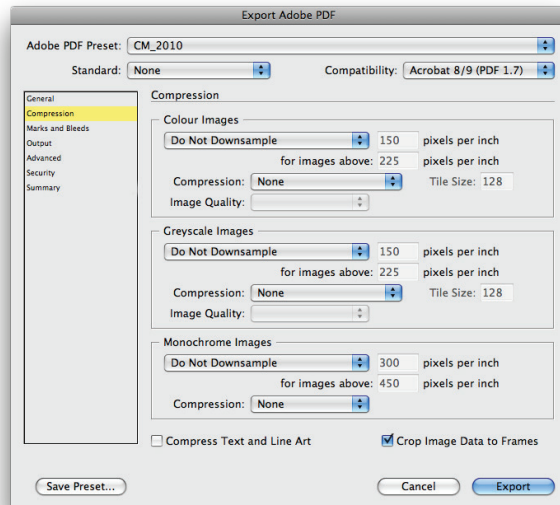 Export Adobe PDF
Adobe PDF Preset: CM_2010
Standard: None Compatibility: Acrobat 8/9 (PDF 1.7)
General
Compression
Marks and Bleeds
Output
Advanced
Security
Summary
Compression
Colour Images
Do Not Downsample 150 pixels per inch
for images above: 225 pixels per inch
Compression: None Tile Size: 128
Image Quality:
Greyscale Images
Do Not Downsample 150 pixels per inch
for images above: 225 pixels per inch
Compression: None Tile Size: 128
Image Quality:
Monochrome Images
Do Not Downsample 300 pixels per inch
for images above: 450 pixels per inch
Compression: None
Compress Text and Line Art Crop Image Data to Frames
Save Preset... Cancel Export